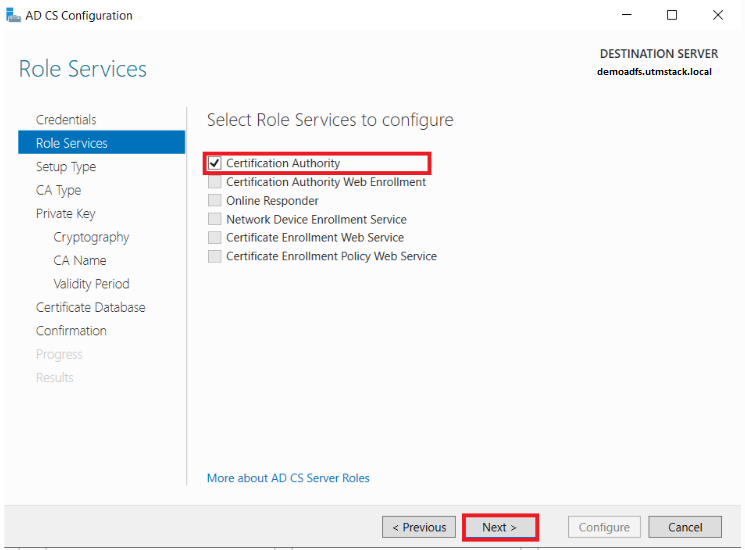 AD CS Configuration
Role Services
DESTINATION SERVER
demoadfs.utmstack.local
Credentials
Role Services
Setup Type
CA Type
Private Key
Cryptography
CA Name
Validity Period
Certificate Database
Confirmation
Progress
Results
Select Role Services to configure
Certification Authority
Certification Authority Web Enrollment
Online Responder
Network Device Enrollment Service
Certificate Enrollment Web Service
Certificate Enrollment Policy Web Service
More about AD CS Server Roles
< Previous
Next >
Configure
Cancel